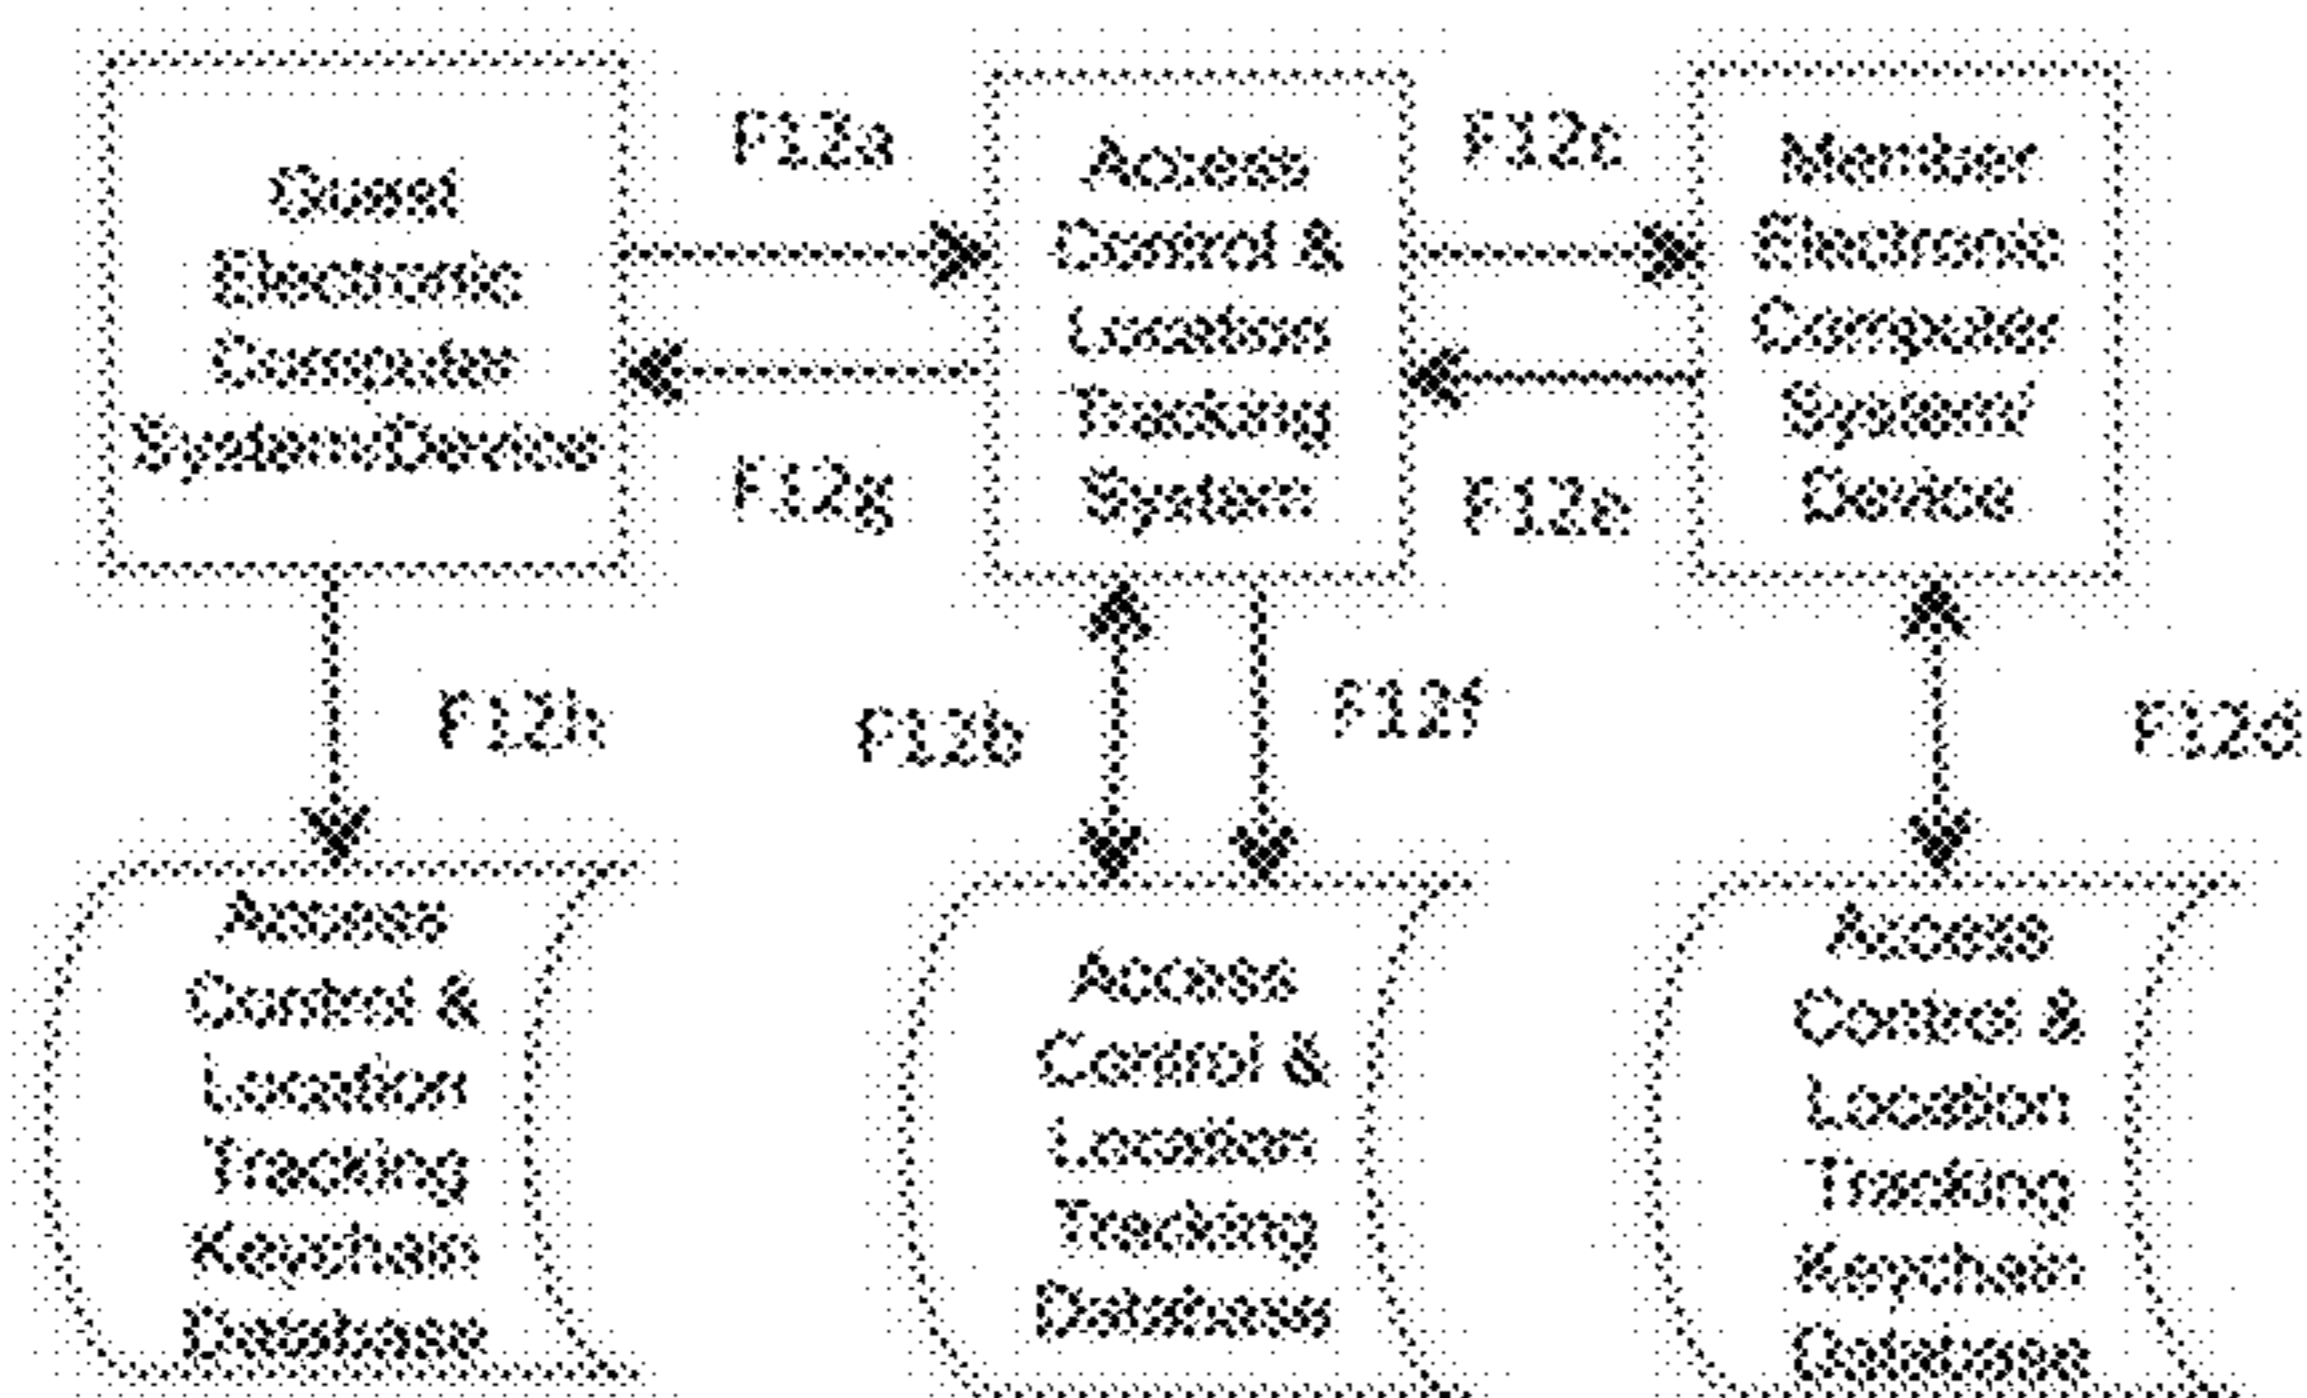 Guest
Electronic
Computer
System/Device
F12a
F12g
Access
Control &
Location
Tracking
System
F12c
F12e
Member
Electronic
Computer
System/
Device
F12h
F12b
F12f
F12d
Access
Control &
Location
Tracking
Keychain
Database
Access
Control &
Location
Tracking
Database
Access
Control &
Location
Tracking
Keychain
Database